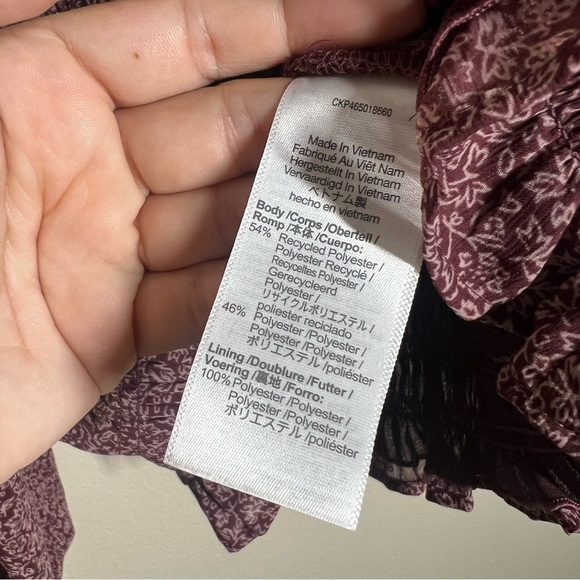 CKP465018660
Made In Vietnam
Fabriqué Au Viêt Nam
Hergestellt In Vietnam
Vervaardigd In Vietnam
ベトナム製
hecho en vietnam
Body /Corps /Oberteil /
Romp /本体 /Cuerpo:
54% Recycled Polyester /
Polyester Recyclé /
Recyceltes Polyester /
Gerecycleerd
Polyester /
リサイクルポリエステル /
poliester reciclado
46% Polyester /Polyester /
Polyester /Polyester /
ポリエステル /poliéster
Lining /Doublure /Futter /
Voering /裏地 /Forro:
100% Polyester /Polyester /
Polyester /Polyester /
ポリエステル /poliéster